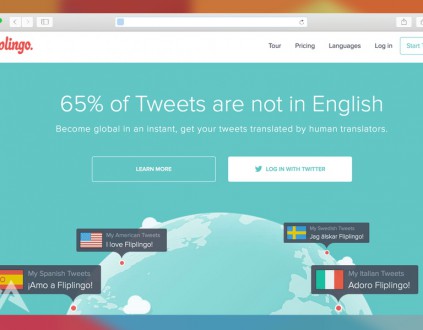 plingo.
Tour Pricing Languages Log in Start T
65% of Tweets are not in English
Become global in an instant, get your tweets translated by human translators.
LEARN MORE
LOG IN WITH TWITTER
My American Tweets
I love Fliplingo!
My Swedish Tweets
Jeg älskar Fliplingo!
My Spanish Tweets
¡Amo a Fliplingo!
My Italian Tweets
Adoro Fliplingo!